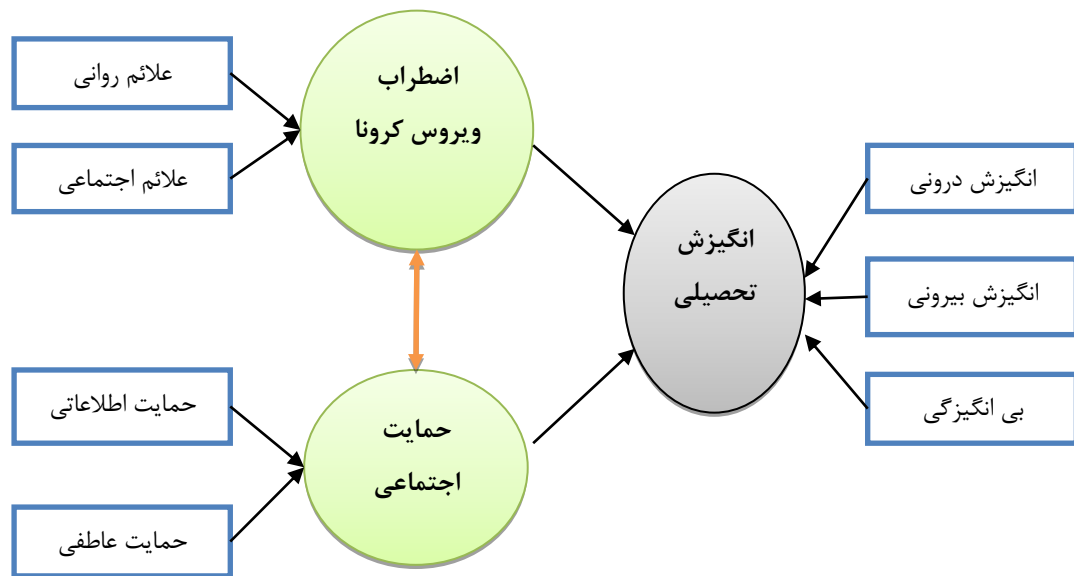 علائم روانی
علائم اجتماعی
اضطراب
ویروس کرونا
انگیزش
تحصیلی
انگیزش درونی
انگیزش بیرونی
بی انگیزگی
حمایت اطلاعاتی
حمایت عاطفی
حمایت
اجتماعی